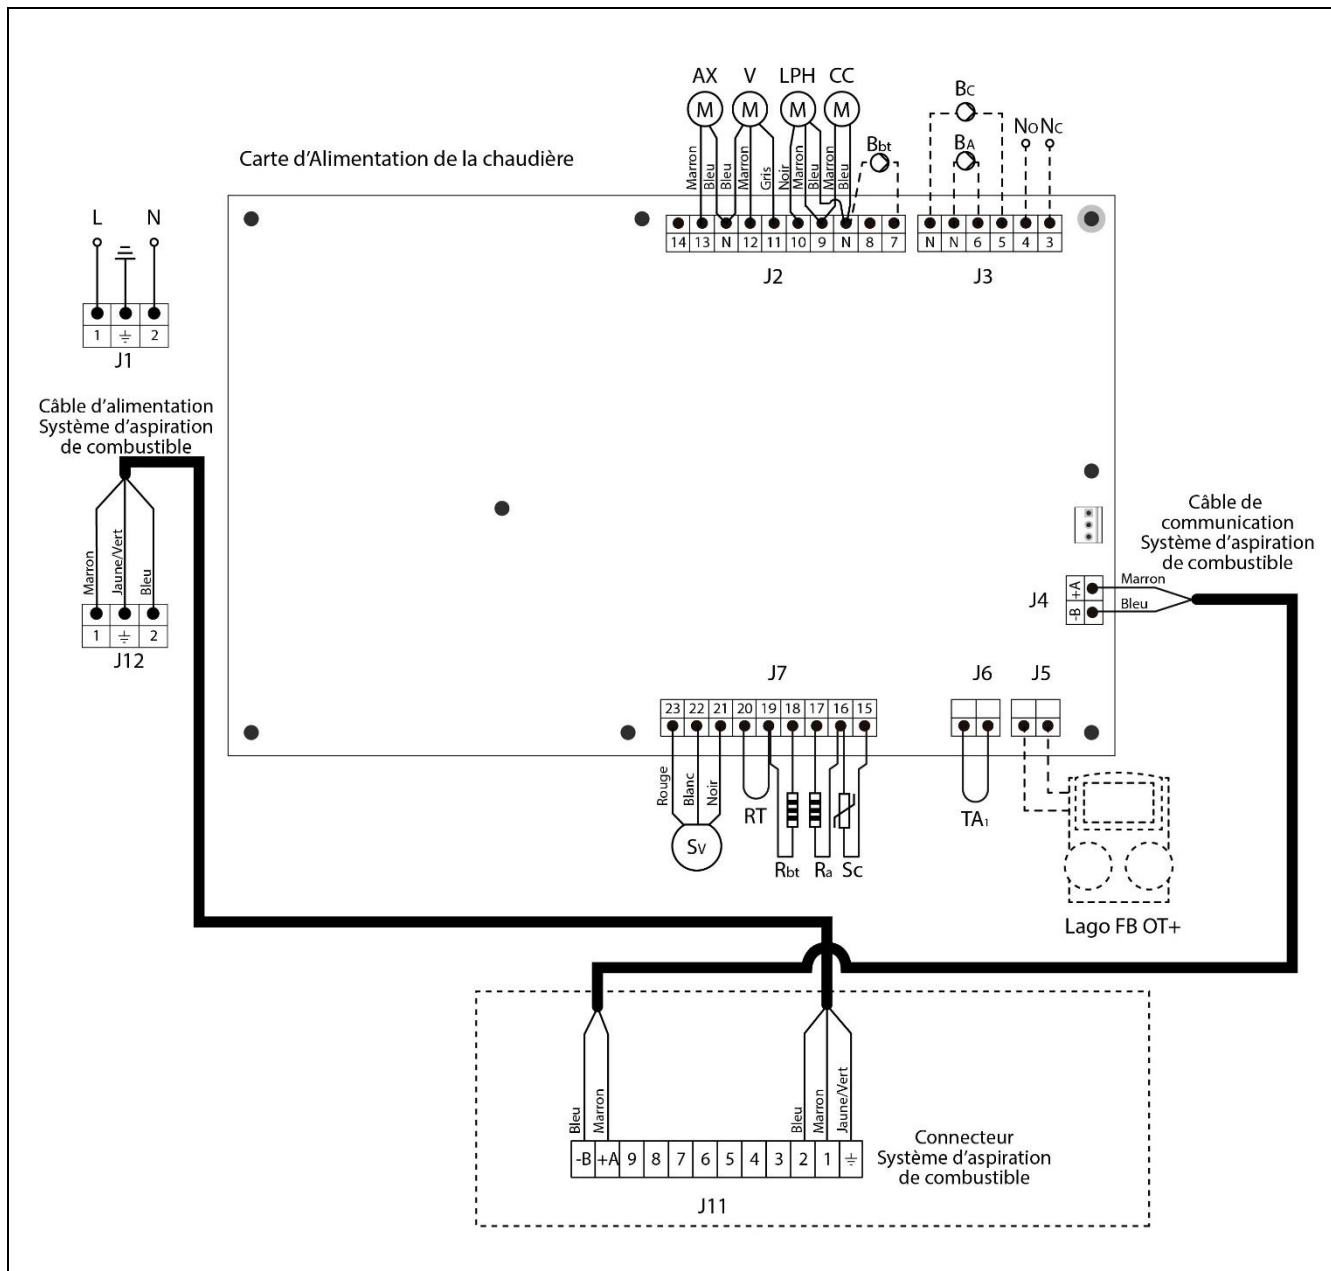 AX V LPH CC
M M M M
Bc
BA
No Nc
Bbt
Marron Bleu Bleu Marron Gris Noir Marron Bleu Marron Bleu
Carte d'Alimentation de la chaudière
14 13 N 12 11 10 9 N 8 7
N N 6 5 4 3
J2
J3
L N
1 2
J1
Câble d'alimentation
Système d'aspiration
de combustible
Marron Jaune/Vert Bleu
1 2
J12
Câble de
communication
Système d'aspiration
de combustible
J4
+A
-B
Marron
Bleu
J7
J6
J5
23 22 21 20 19 18 17 16 15
Rouge Blanc Noir
Sv
RT
Rbt Ra Sc
TA1
Lago FB OT+
Bleu Marron
Bleu Marron Jaune/Vert
-B +A 9 8 7 6 5 4 3 2 1
J11
Connecteur
Système d'aspiration
de combustible